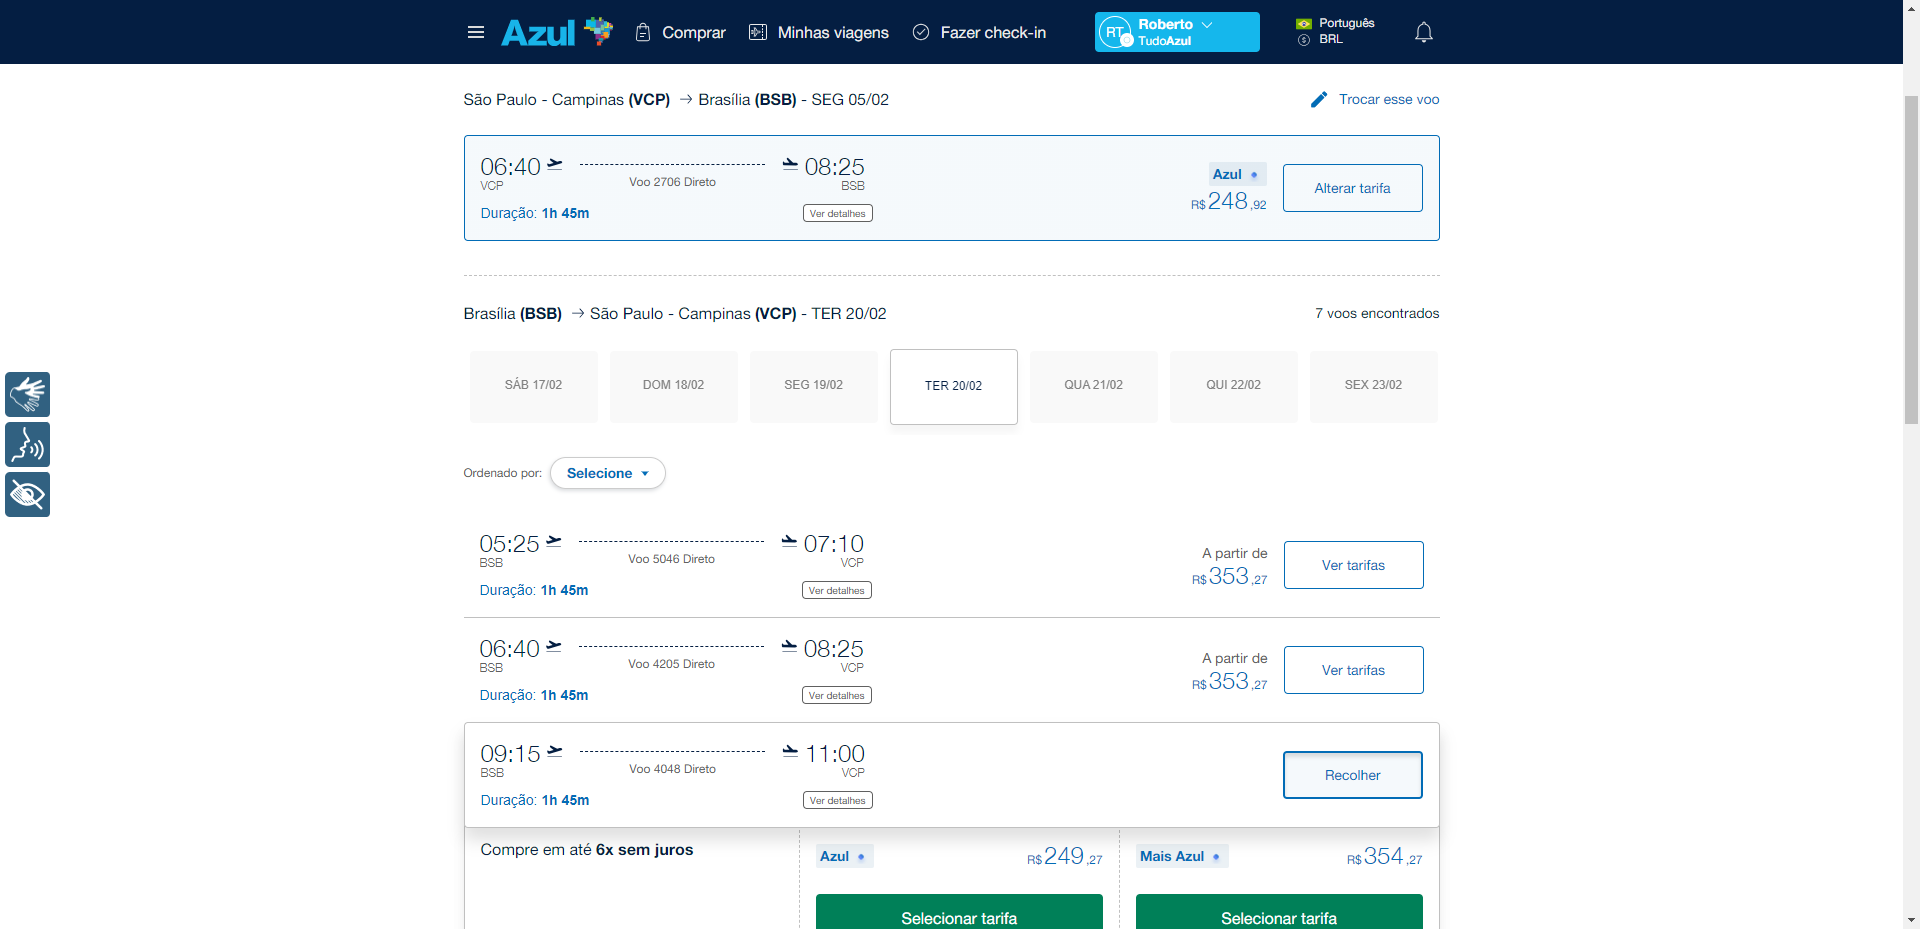 Azul
Comprar
Minhas viagens
Fazer check-in
RT
Roberto
TudoAzul
Português
BRL
São Paulo - Campinas (VCP) → Brasília (BSB) - SEG 05/02
Trocar esse voo
06:40
VCP
Voo 2706 Direto
08:25
BSB
Duração: 1h 45m
Ver detalhes
Azul
R$248,92
Alterar tarifa
Brasília (BSB) → São Paulo - Campinas (VCP) - TER 20/02
7 voos encontrados
SÁB 17/02
DOM 18/02
SEG 19/02
TER 20/02
QUA 21/02
QUI 22/02
SEX 23/02
Ordenado por:
Selecione
05:25
BSB
Voo 5046 Direto
07:10
VCP
Duração: 1h 45m
Ver detalhes
A partir de
R$353,27
Ver tarifas
06:40
BSB
Voo 4205 Direto
08:25
VCP
Duração: 1h 45m
Ver detalhes
A partir de
R$353,27
Ver tarifas
09:15
BSB
Voo 4048 Direto
11:00
VCP
Duração: 1h 45m
Ver detalhes
Recolher
Compre em até 6x sem juros
Azul
R$249,27
Selecionar tarifa
Mais Azul
R$354,27
Selecionar tarifa